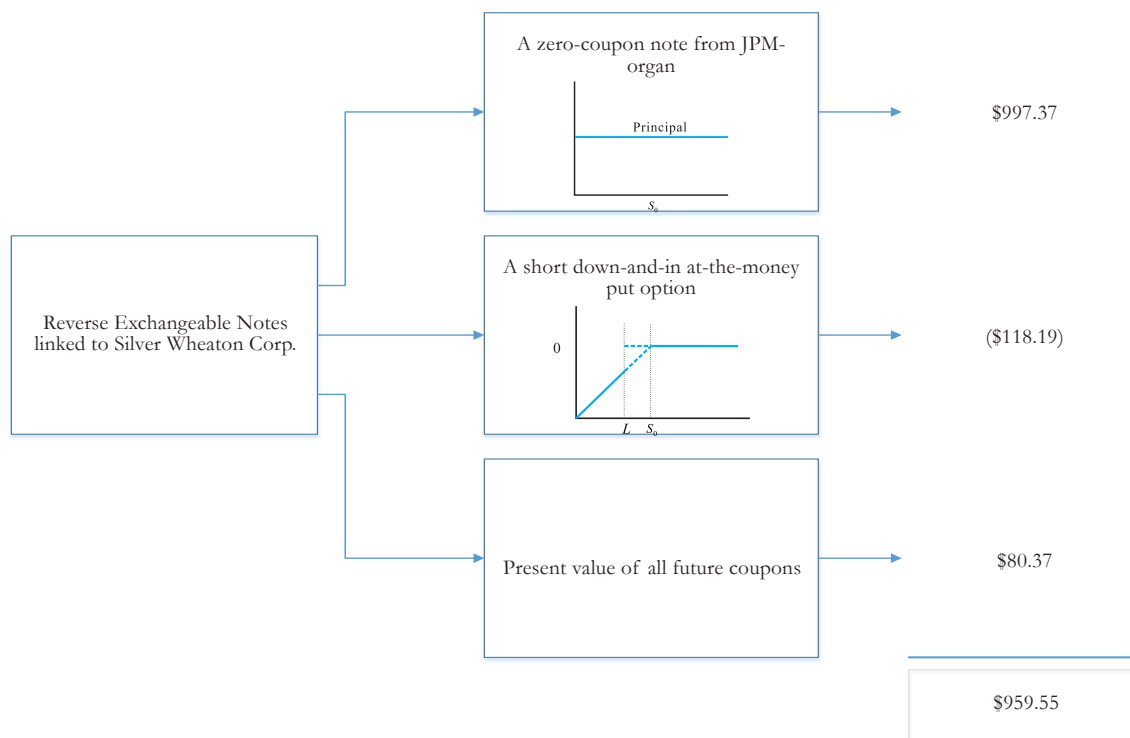 A zero-coupon note from JPM-
organ
Principal
S₀
$997.37
Reverse Exchangeable Notes
linked to Silver Wheaton Corp.
A short down-and-in at-the-money
put option
0
L S₀
($118.19)
Present value of all future coupons
$80.37
$959.55